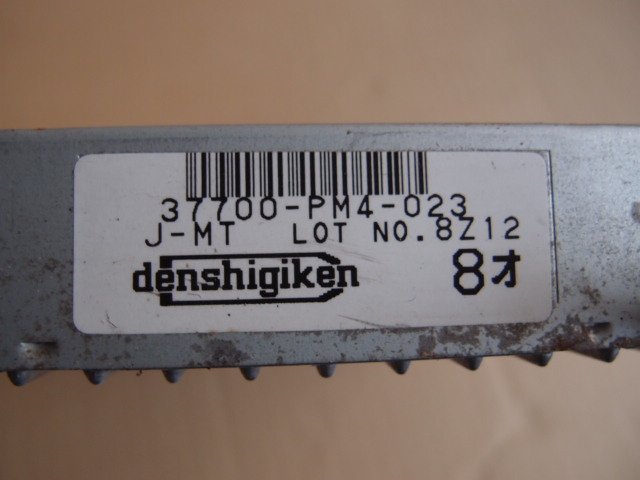 37700-PM4-023
J-MT LOT NO.8Z12
denshigiken 8オ